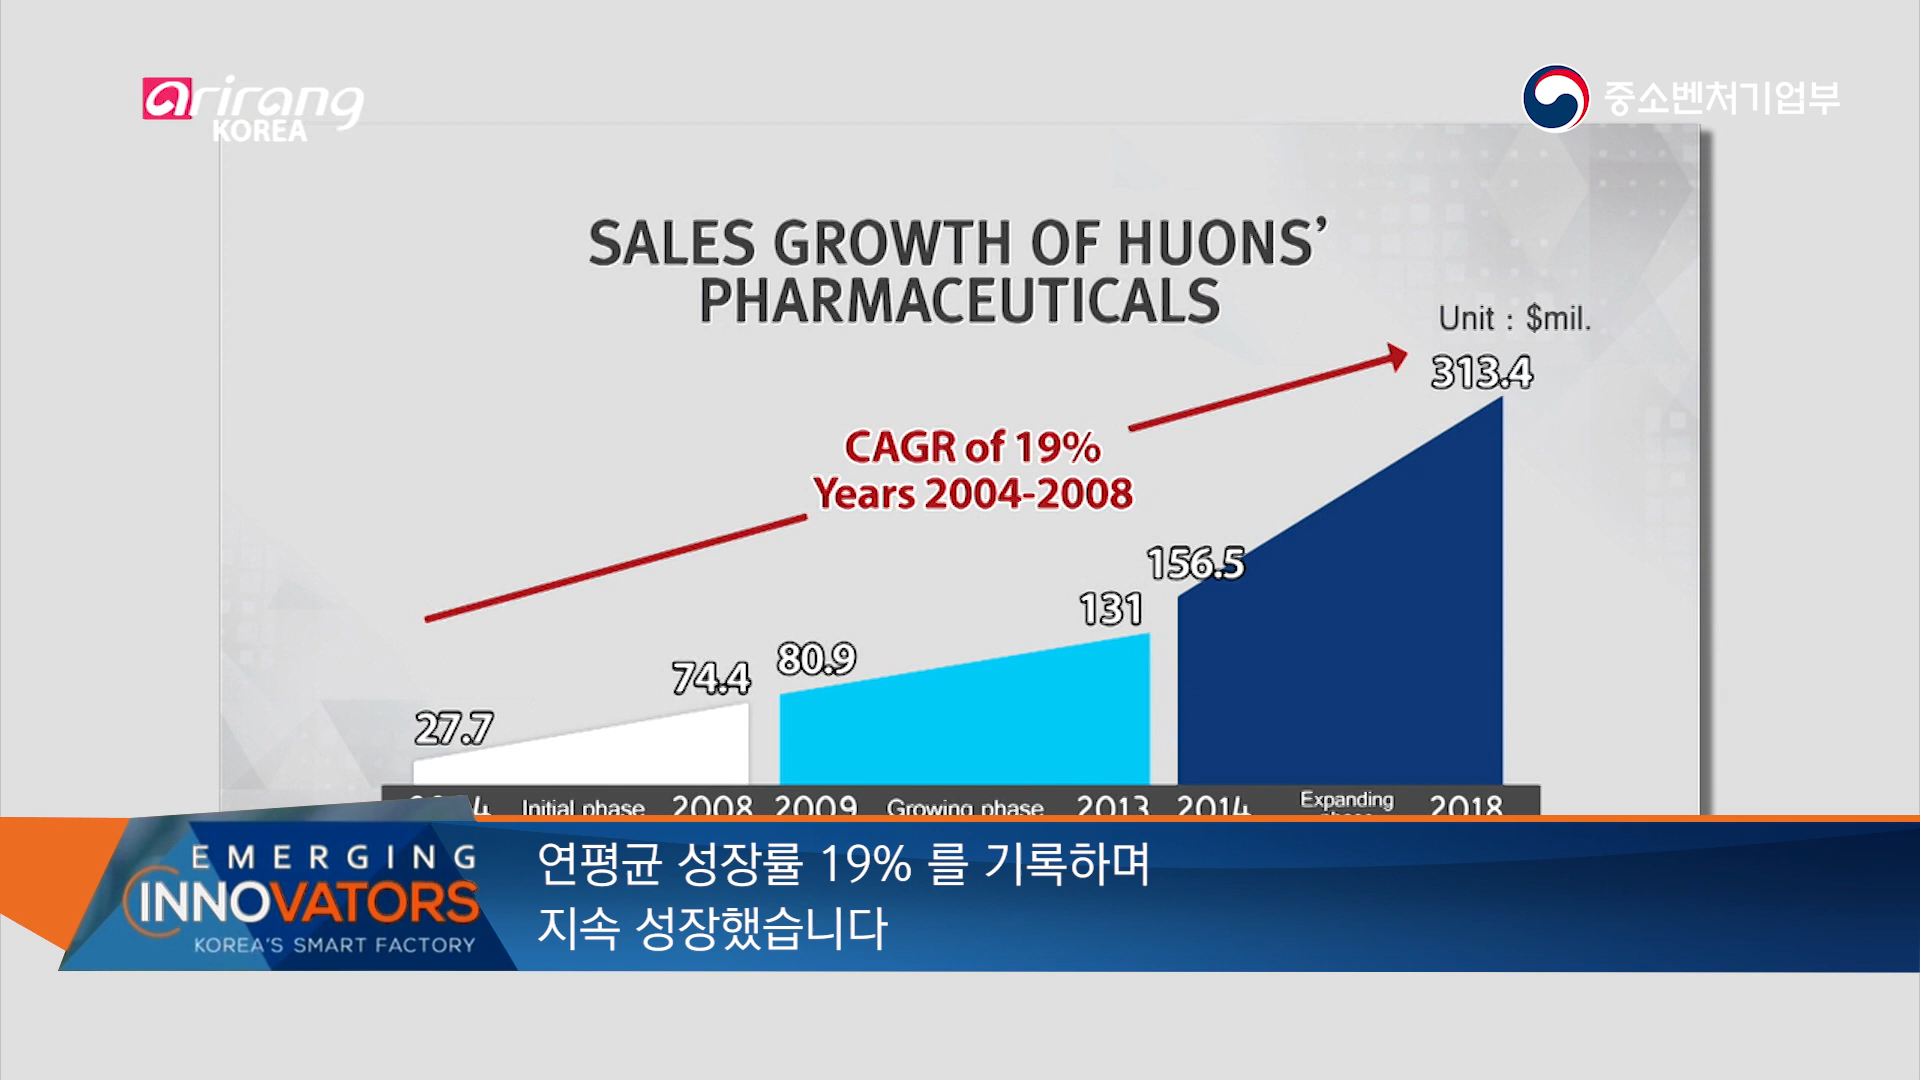 arirang
KOREA
중소벤처기업부
SALES GROWTH OF HUONS’
PHARMACEUTICALS
Unit : $mil.
313.4
CAGR of 19%
Years 2004-2008
156.5
131
80.9
74.4
27.7
Initial phase 2008 2009 Growing phase 2013 2014 Expanding 2018
EMERGING
INNOVATORS
KOREA'S SMART FACTORY
연평균 성장률 19% 를 기록하며
지속 성장했습니다